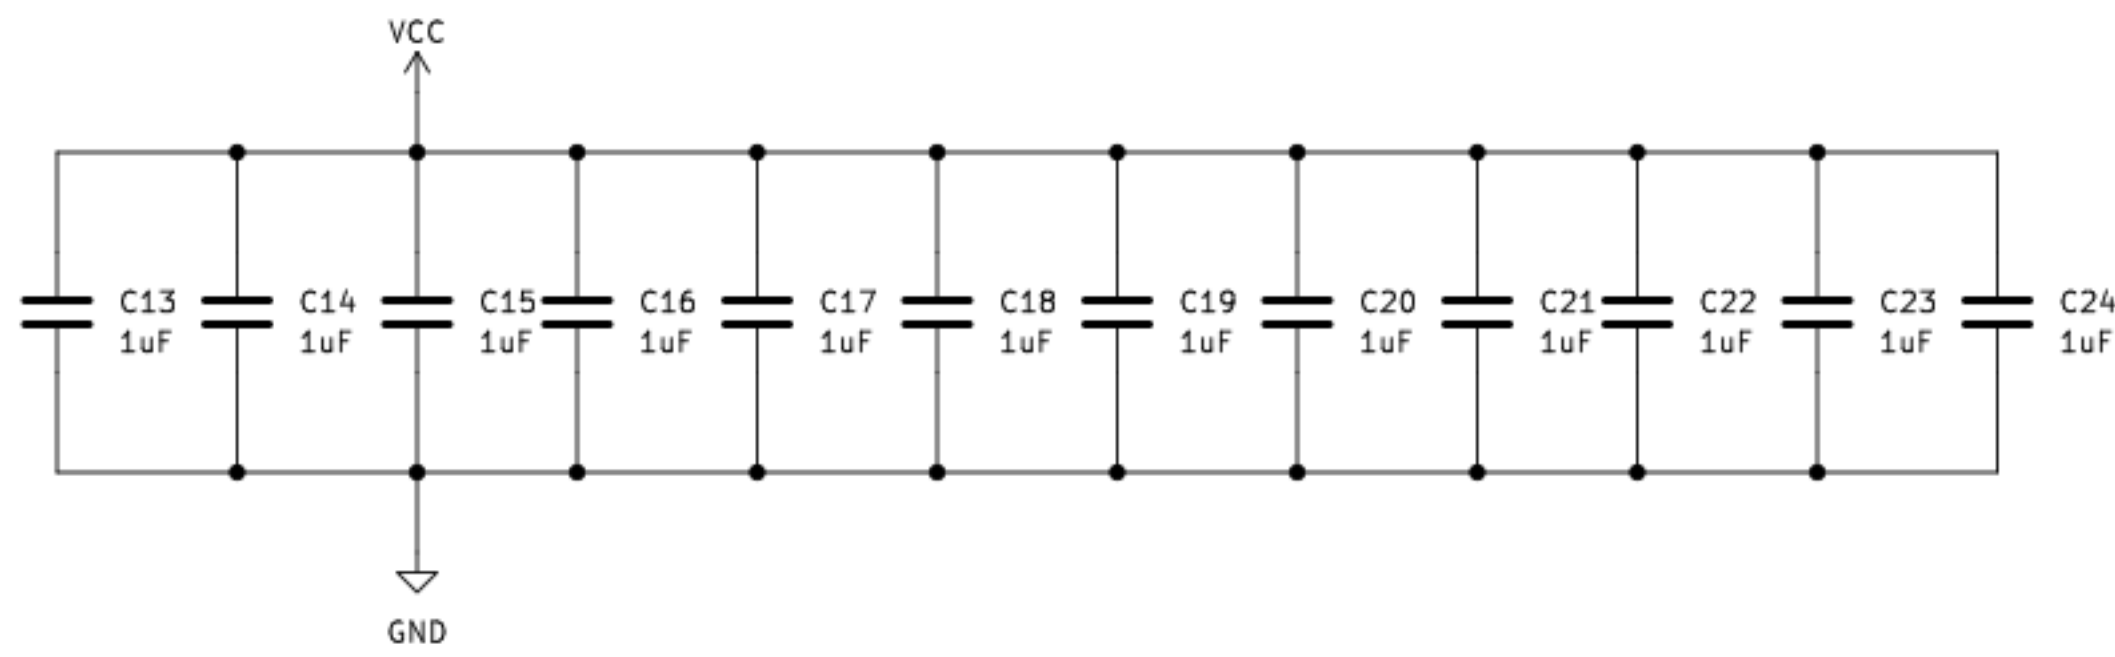 VCC
C13 C14 C15 C16 C17 C18 C19 C20 C21 C22 C23 C24
1uF 1uF 1uF 1uF 1uF 1uF 1uF 1uF 1uF 1uF 1uF 1uF
GND